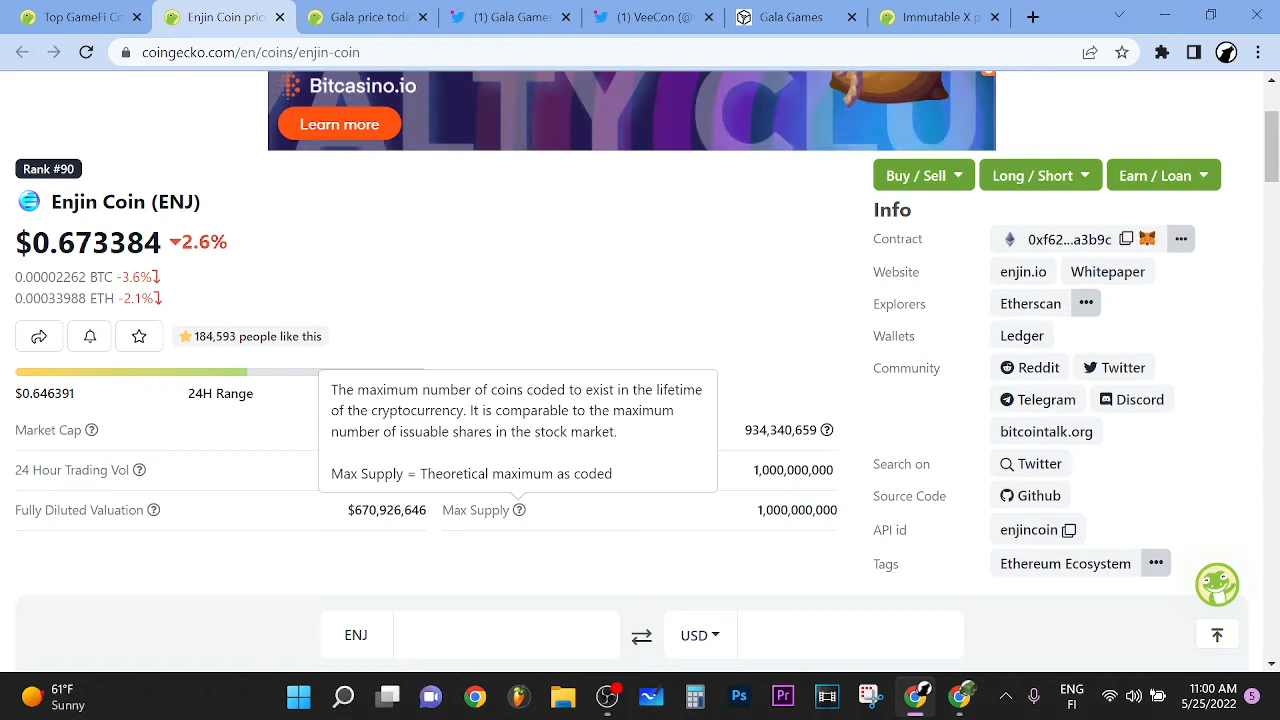 Top GameFi Co
Enjin Coin price
Gala price toda
(1) Gala Games
(1) VeeCon (@
Gala Games
Immutable X p
coingecko.com/en/coins/enjin-coin
Bitcasino.io
Learn more
Rank #90
Buy / Sell
Long / Short
Earn / Loan
Enjin Coin (ENJ)
$0.673384 2.6%
0.00002262 BTC -3.6%
0.00033988 ETH -2.1%
184,593 people like this
$0.646391
24H Range
The maximum number of coins coded to exist in the lifetime
of the cryptocurrency. It is comparable to the maximum
number of issuable shares in the stock market.
Max Supply = Theoretical maximum as coded
Market Cap
934,340,659
24 Hour Trading Vol
1,000,000,000
Fully Diluted Valuation
$670,926,646
Max Supply
1,000,000,000
Info
Contract
0xf62...a3b9c
Website
enjin.io
Whitepaper
Explorers
Etherscan
Wallets
Ledger
Community
Reddit
Twitter
Telegram
Discord
bitcointalk.org
Search on
Twitter
Source Code
Github
API id
enjincoin
Tags
Ethereum Ecosystem
ENJ
USD
61°F
Sunny
Ps
Pr
ENG
FI
11:00 AM
5/25/2022
5